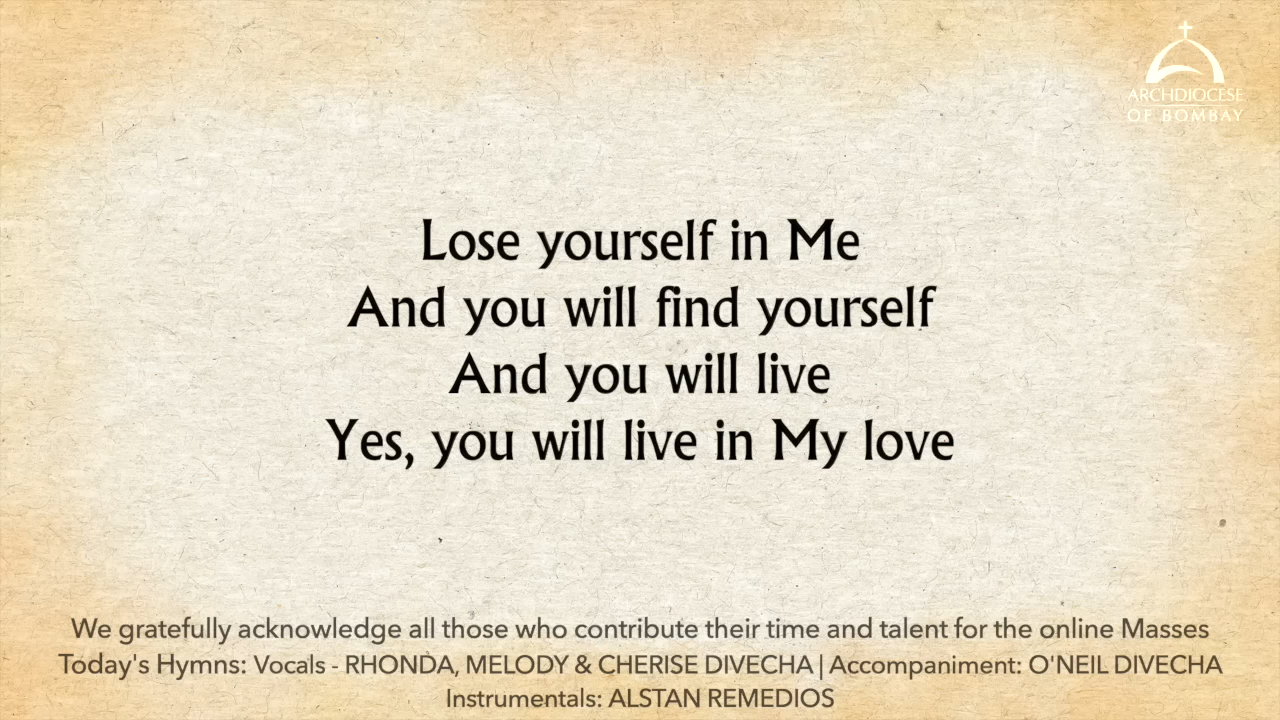 ARCHDIOCESE
OF BOMBAY
Lose yourself in Me
And you will find yourself
And you will live
Yes, you will live in My love
We gratefully acknowledge all those who contribute their time and talent for the online Masses
Today's Hymns: Vocals - RHONDA, MELODY & CHERISE DIVECHA | Accompaniment: O'NEIL DIVECHA
Instrumentals: ALSTAN REMEDIOS